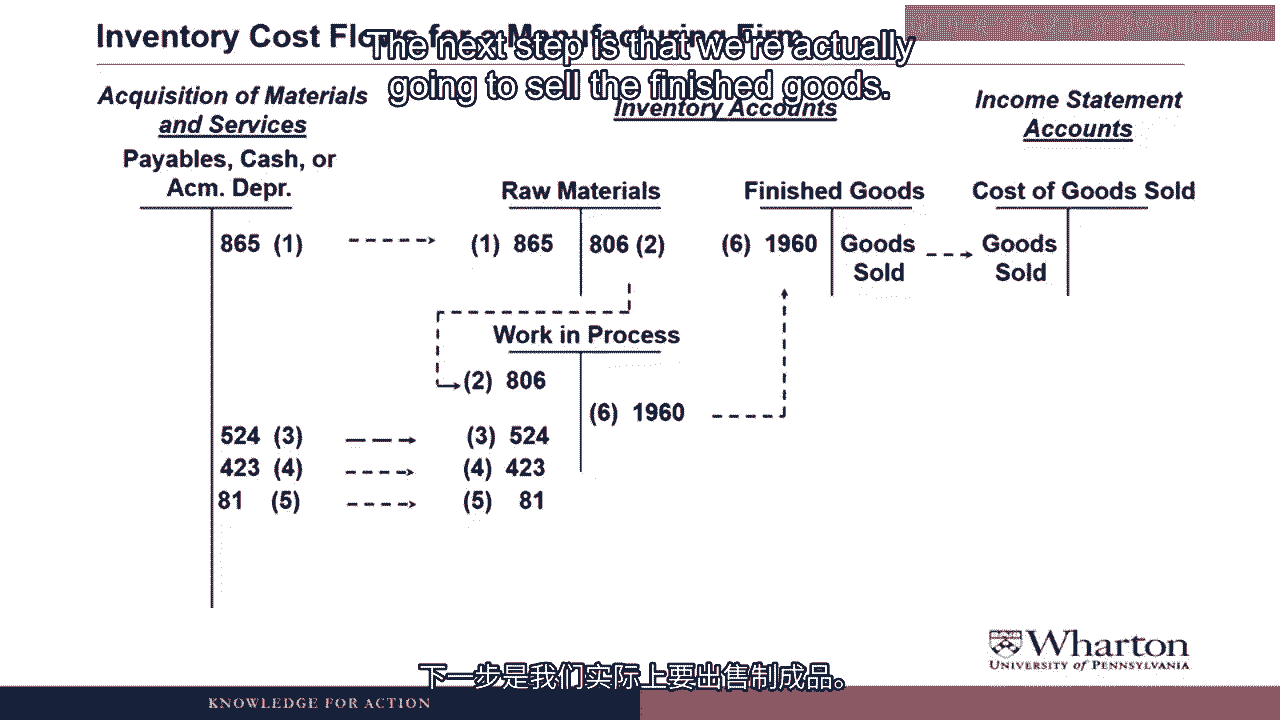 Inventory Cost Flows for a Manufacturing Firm
The next step is that we're actually
going to sell the finished goods.
Acquisition of Materials
and Services
Inventory Accounts
Income Statement
Accounts
Payables, Cash, or
Acm. Depr.
Raw Materials
Finished Goods
Cost of Goods Sold
865 (1)
(1) 865
806 (2)
(6) 1960
Goods
Sold
Goods
Sold
Work in Process
(2) 806
(6) 1960
524 (3)
(3) 524
423 (4)
(4) 423
81 (5)
(5) 81
Wharton
UNIVERSITY of PENNSYLVANIA
下一步是我们实际上要出售制成品。
KNOWLEDGE FOR ACTION